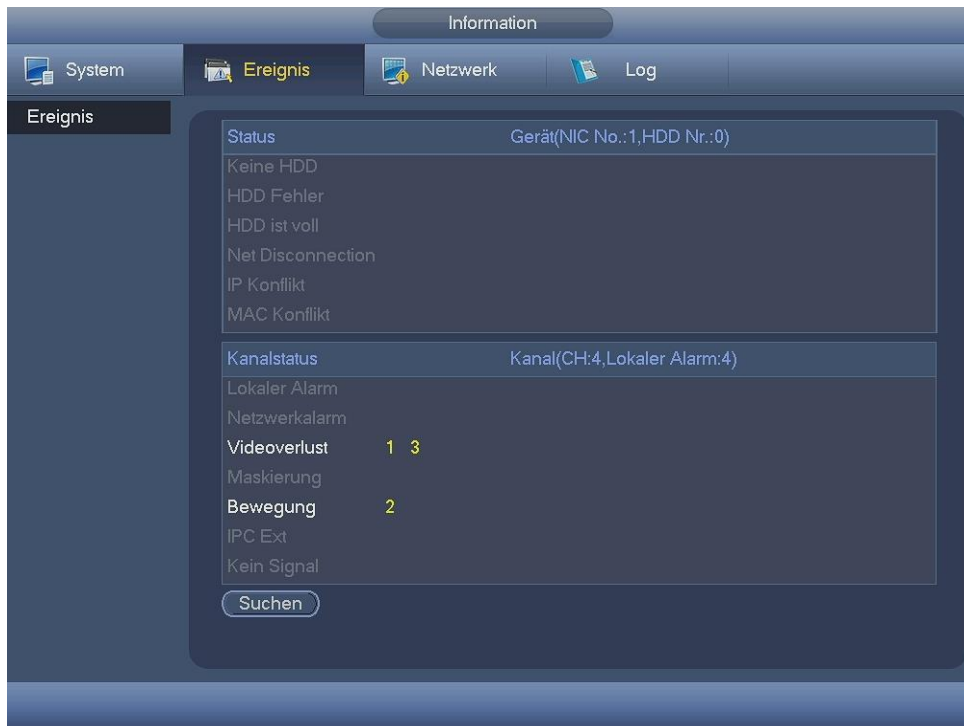 Information
System Ereignis Netzwerk Log
Ereignis
Status Gerät(NIC No.:1,HDD Nr.:0)
Keine HDD
HDD Fehler
HDD ist voll
Net Disconnection
IP Konflikt
MAC Konflikt
Kanalstatus Kanal(CH:4,Lokaler Alarm:4)
Lokaler Alarm
Netzwerkalarm
Videoverlust 1 3
Maskierung
Bewegung 2
IPC Ext
Kein Signal
Suchen